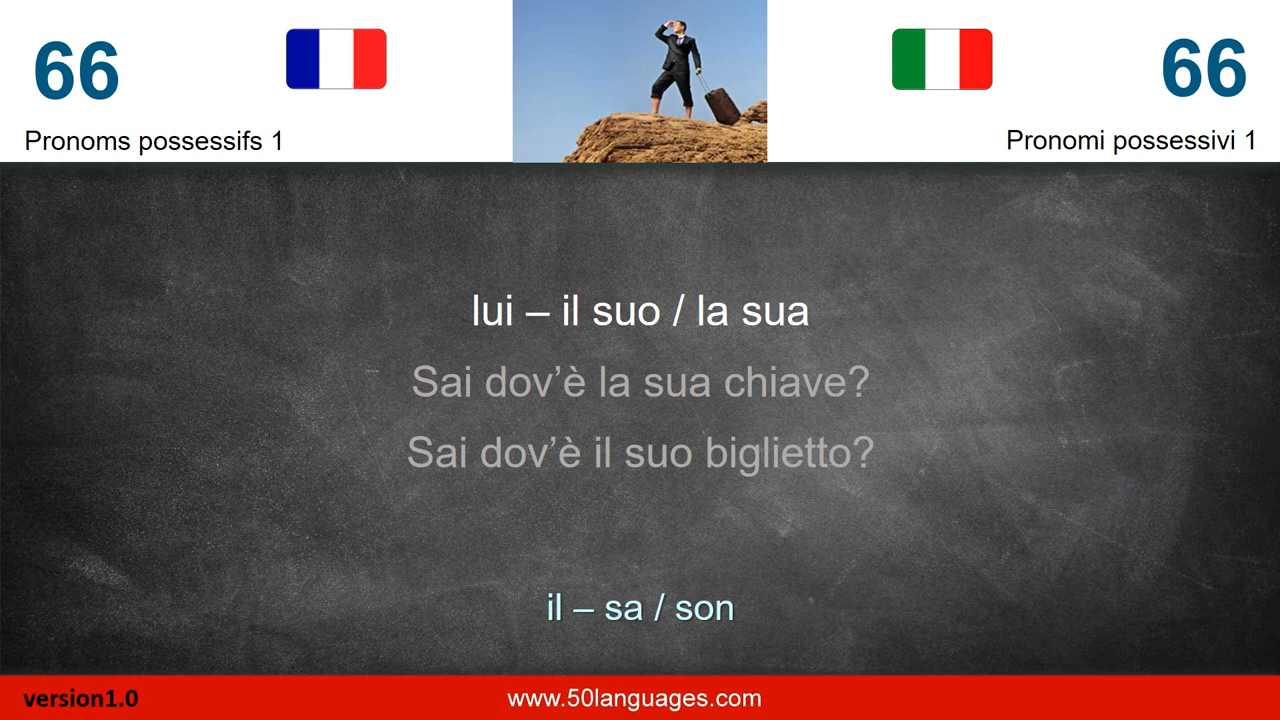 66
66
Pronoms possessifs 1
Pronomi possessivi 1
lui – il suo / la sua
Sai dov’è la sua chiave?
Sai dov’è il suo biglietto?
il – sa / son
version1.0
www.50languages.com